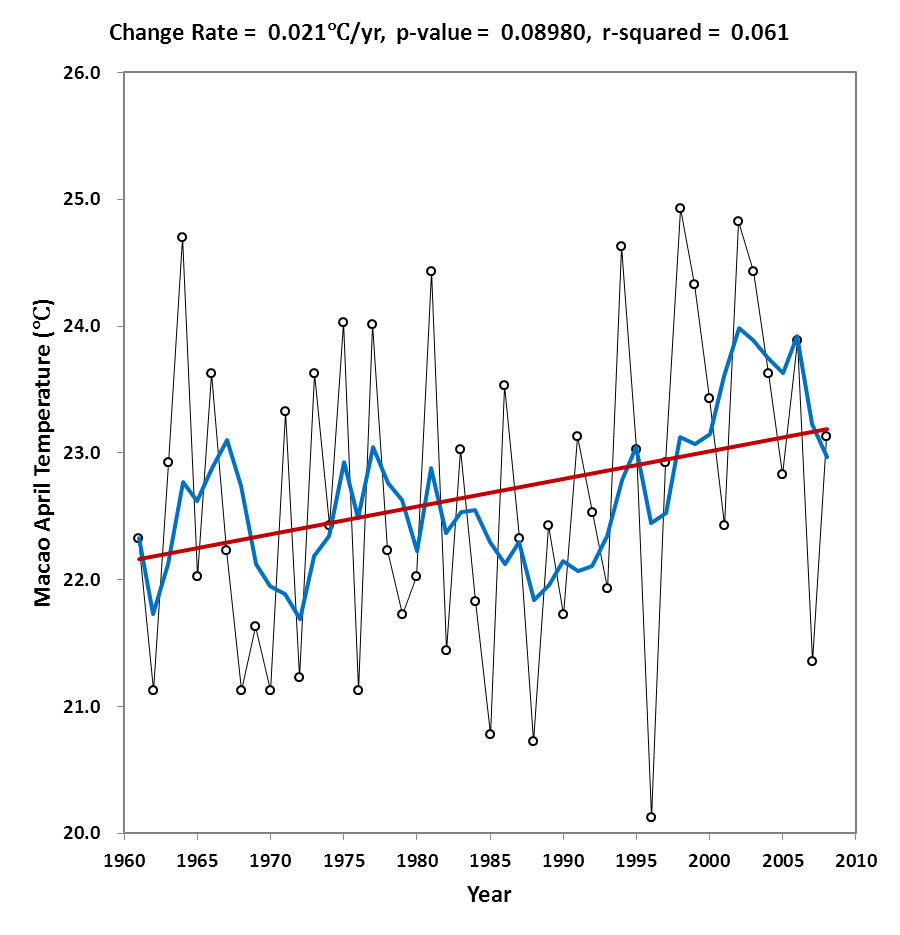 Change Rate = 0.021℃/yr, p-value = 0.08980, r-squared = 0.061
26.0
25.0
24.0
23.0
22.0
21.0
20.0
Macao April Temperature (℃)
1960 1965 1970 1975 1980 1985 1990 1995 2000 2005 2010
Year